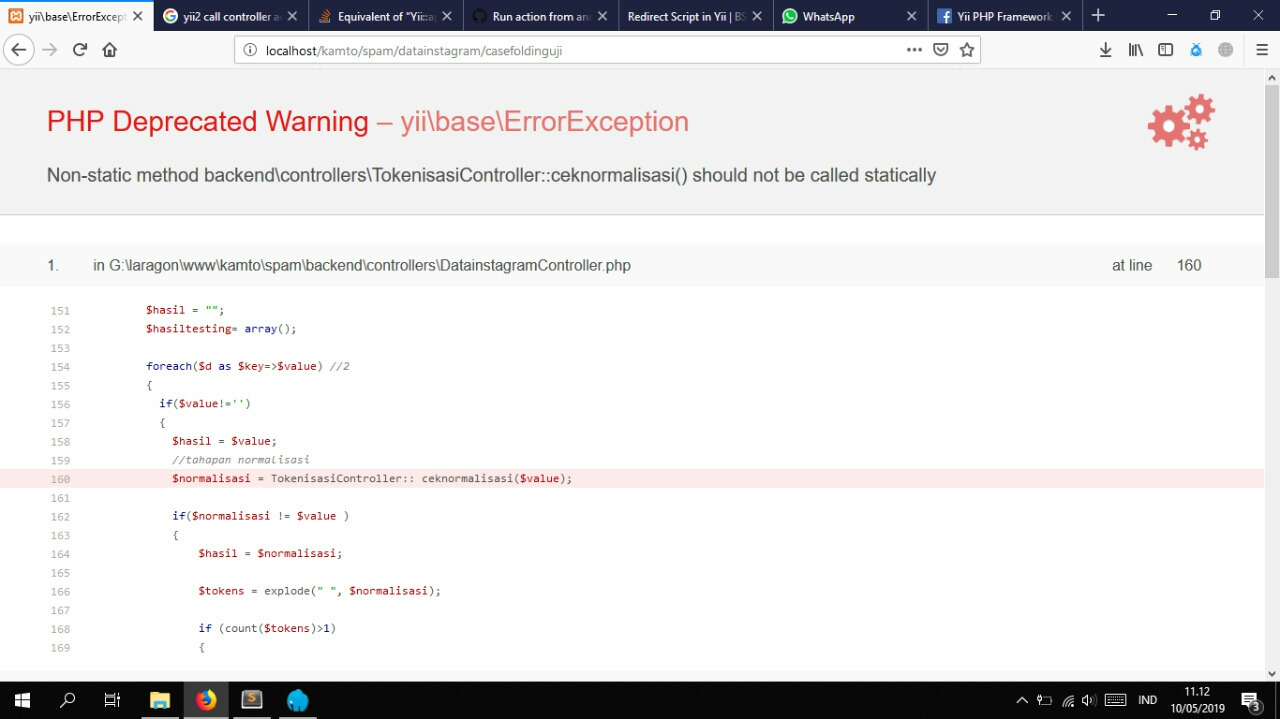 yii\base\ErrorExcept
yii2 call controller a
Equivalent of "Yii::ap
Run action from an
Redirect Script in Yii | BS
WhatsApp
Yii PHP Framework
localhost/kamto/spam/datainstagram/casefoldinguji
PHP Deprecated Warning – yii\base\ErrorException
Non-static method backend\controllers\TokenisasiController::ceknormalisasi() should not be called statically
1. in G:\laragon\www\kamto\spam\backend\controllers\DatainstagramController.php at line 160
151 $hasil = "";
152 $hasiltesting= array();
153
154 foreach($d as $key=>$value) //2
155 {
156 if($value!='')
157 {
158 $hasil = $value;
159 //tahapan normalisasi
160 $normalisasi = TokenisasiController:: ceknormalisasi($value);
161
162 if($normalisasi != $value )
163 {
164 $hasil = $normalisasi;
165
166 $tokens = explode(" ", $normalisasi);
167
168 if (count($tokens)>1)
169 {
IND
11.12
10/05/2019
3